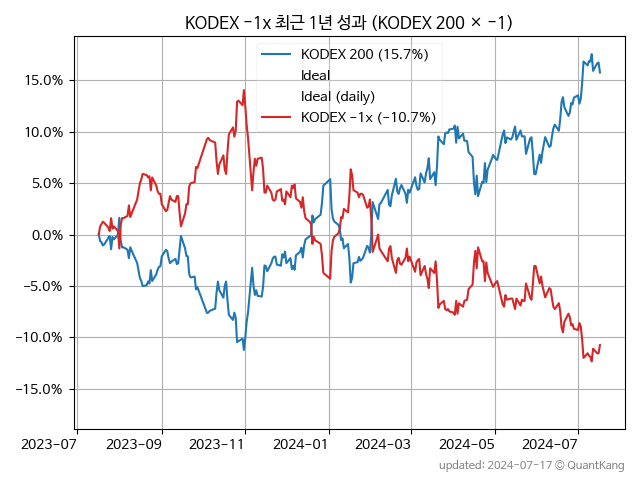 KODEX -1x 최근 1년 성과 (KODEX 200 × -1)
KODEX 200 (15.7%)
Ideal
Ideal (daily)
KODEX -1x (-10.7%)
15.0%
10.0%
5.0%
0.0%
-5.0%
-10.0%
-15.0%
2023-07 2023-09 2023-11 2024-01 2024-03 2024-05 2024-07
updated: 2024-07-17 © QuantKang